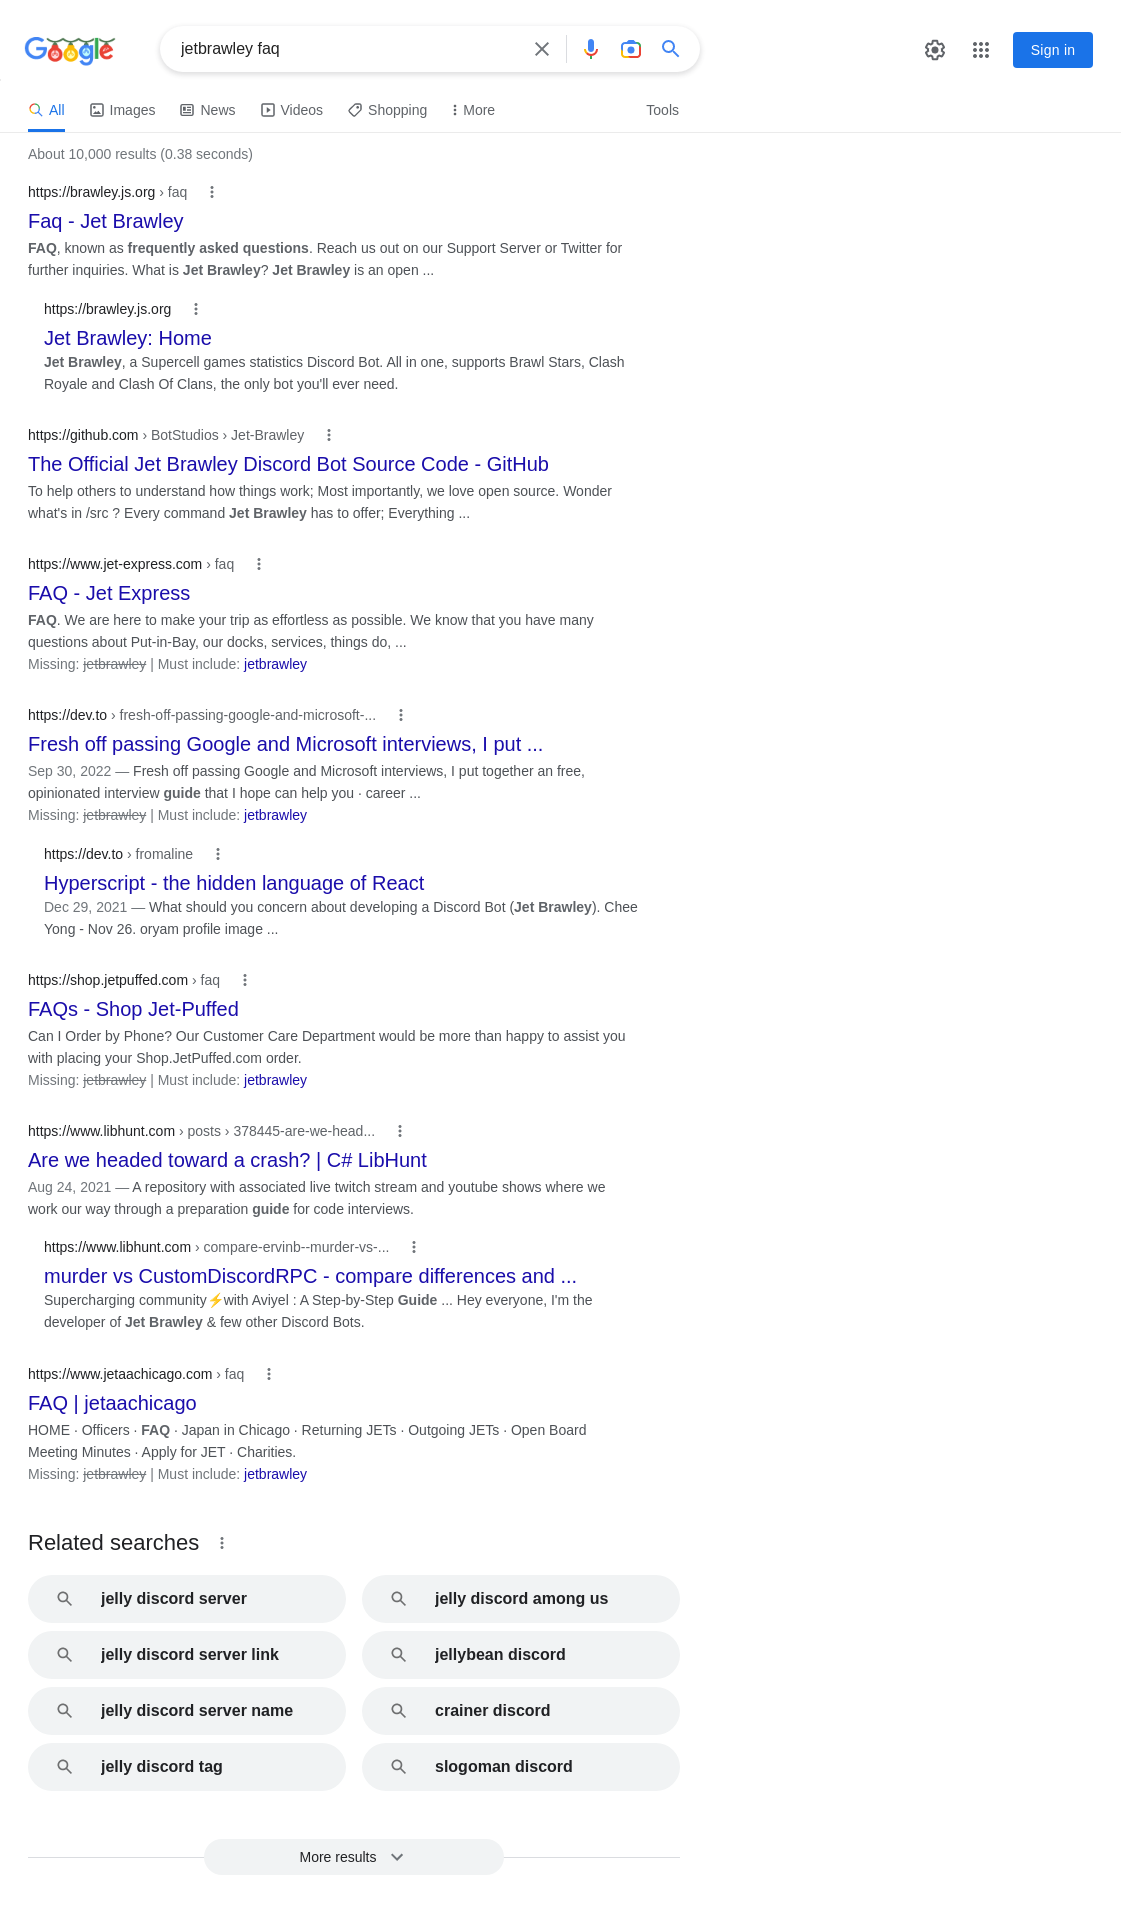 Google
jetbrawley faq
Sign in
All
Images
News
Videos
Shopping
More
Tools
About 10,000 results (0.38 seconds)
https://brawley.js.org › faq
Faq - Jet Brawley
FAQ, known as frequently asked questions. Reach us out on our Support Server or Twitter for
further inquiries. What is Jet Brawley? Jet Brawley is an open ...
https://brawley.js.org
Jet Brawley: Home
Jet Brawley, a Supercell games statistics Discord Bot. All in one, supports Brawl Stars, Clash
Royale and Clash Of Clans, the only bot you'll ever need.
https://github.com › BotStudios › Jet-Brawley
The Official Jet Brawley Discord Bot Source Code - GitHub
To help others to understand how things work; Most importantly, we love open source. Wonder
what's in /src ? Every command Jet Brawley has to offer; Everything ...
https://www.jet-express.com › faq
FAQ - Jet Express
FAQ. We are here to make your trip as effortless as possible. We know that you have many
questions about Put-in-Bay, our docks, services, things do, ...
Missing: jetbrawley | Must include: jetbrawley
https://dev.to › fresh-off-passing-google-and-microsoft-...
Fresh off passing Google and Microsoft interviews, I put ...
Sep 30, 2022 — Fresh off passing Google and Microsoft interviews, I put together an free,
opinionated interview guide that I hope can help you · career ...
Missing: jetbrawley | Must include: jetbrawley
https://dev.to › fromaline
Hyperscript - the hidden language of React
Dec 29, 2021 — What should you concern about developing a Discord Bot (Jet Brawley). Chee
Yong - Nov 26. oryam profile image ...
https://shop.jetpuffed.com › faq
FAQs - Shop Jet-Puffed
Can I Order by Phone? Our Customer Care Department would be more than happy to assist you
with placing your Shop.JetPuffed.com order.
Missing: jetbrawley | Must include: jetbrawley
https://www.libhunt.com › posts › 378445-are-we-head...
Are we headed toward a crash? | C# LibHunt
Aug 24, 2021 — A repository with associated live twitch stream and youtube shows where we
work our way through a preparation guide for code interviews.
https://www.libhunt.com › compare-ervinb--murder-vs-...
murder vs CustomDiscordRPC - compare differences and ...
Supercharging community⚡with Aviyel : A Step-by-Step Guide ... Hey everyone, I'm the
developer of Jet Brawley & few other Discord Bots.
https://www.jetaachicago.com › faq
FAQ | jetaachicago
HOME · Officers · FAQ · Japan in Chicago · Returning JETs · Outgoing JETs · Open Board
Meeting Minutes · Apply for JET · Charities.
Missing: jetbrawley | Must include: jetbrawley
Related searches
jelly discord server
jelly discord among us
jelly discord server link
jellybean discord
jelly discord server name
crainer discord
jelly discord tag
slogoman discord
More results